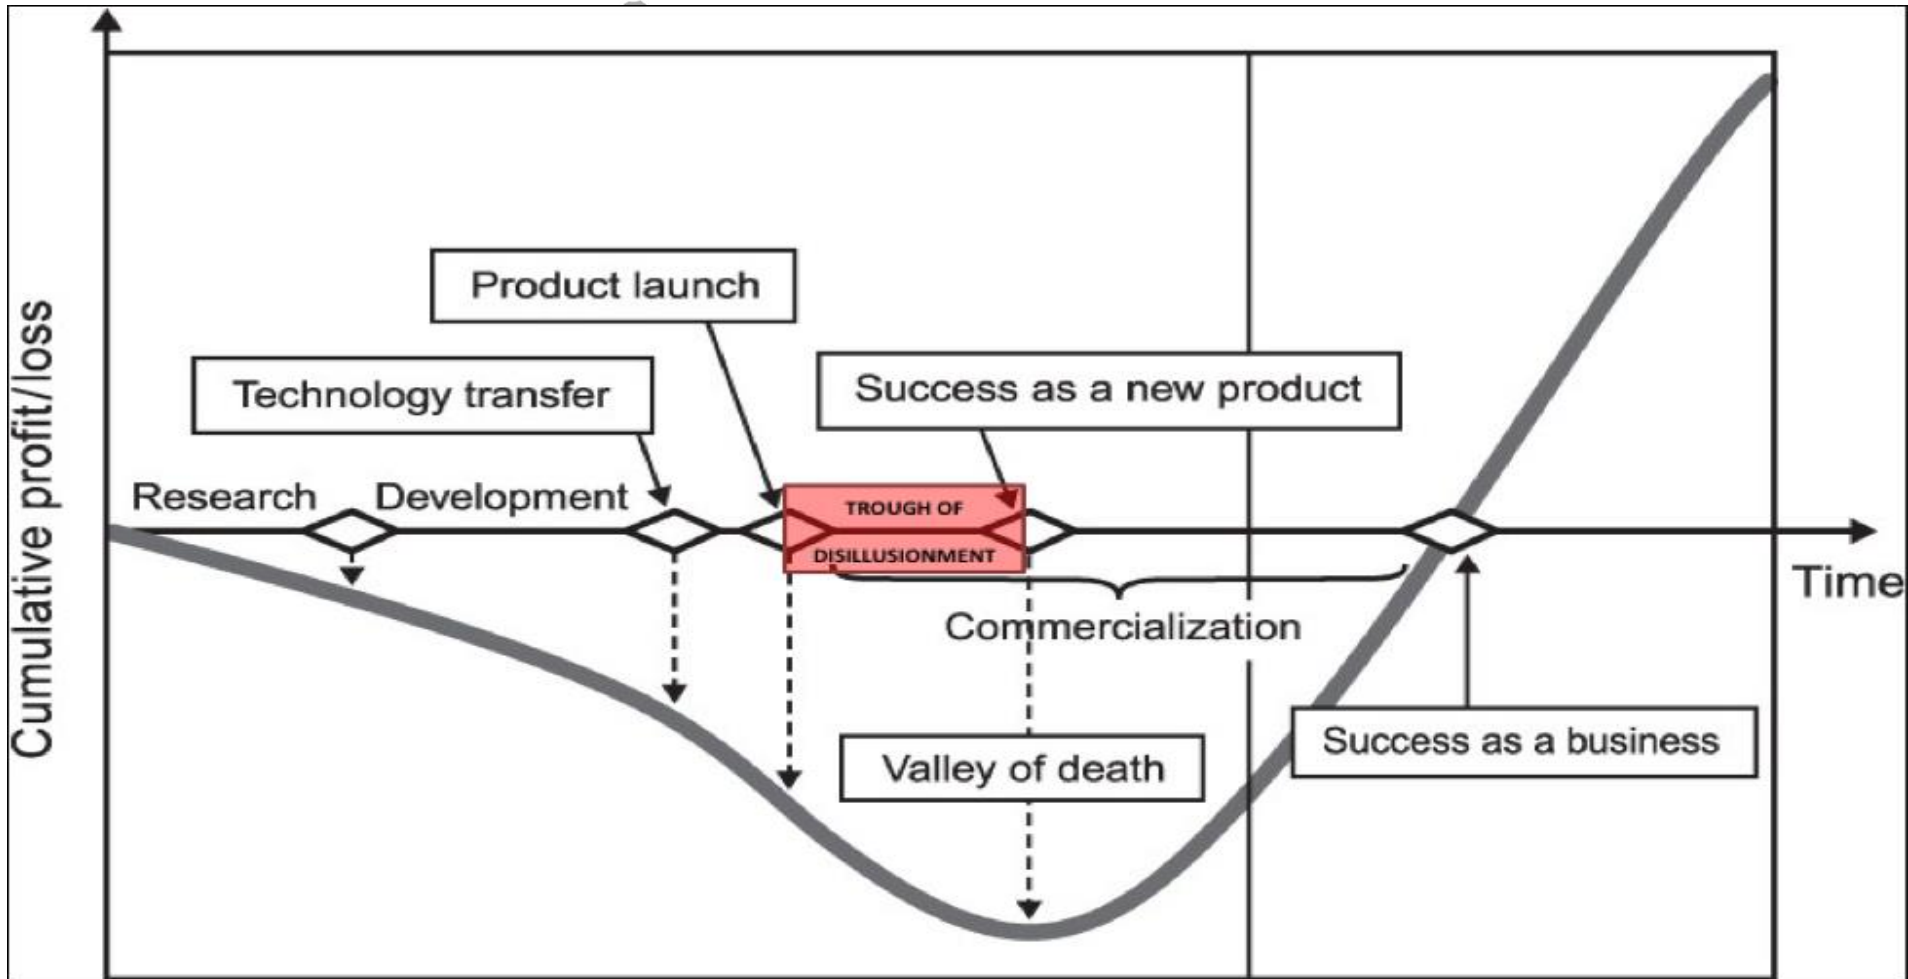 Product launch
Technology transfer
Success as a new product
Research
Development
TROUGH OF
DISILLUSIONMENT
Time
Commercialization
Valley of death
Success as a business
Cumulative profit/loss